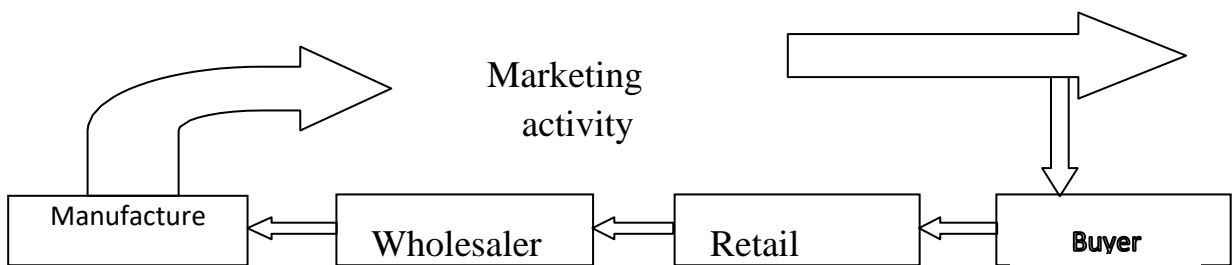 Marketing
activity
Manufacture
Wholesaler
Retail
Buyer